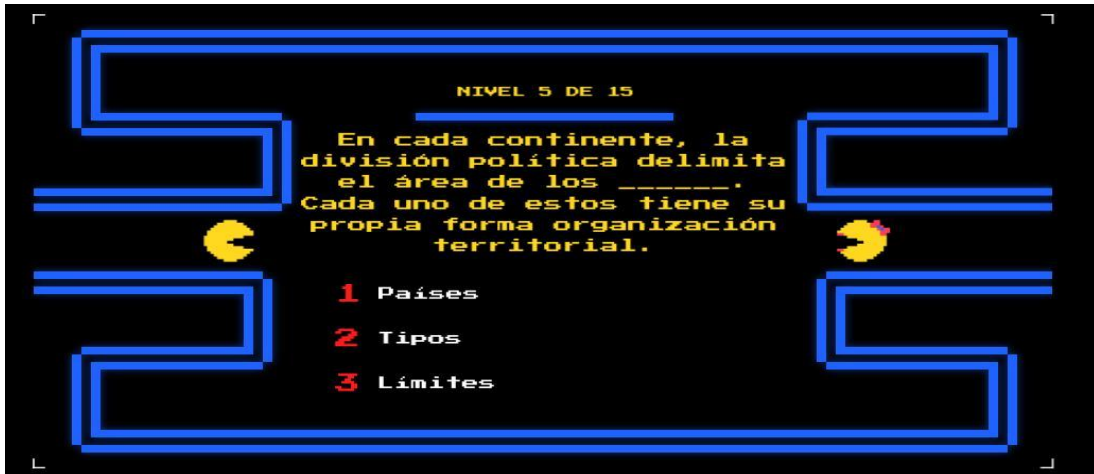 NIVEL 5 DE 15
En cada continente, la
división política delimita
el área de los ______.
Cada uno de estos tiene su
propia forma organización
territorial.
1 Países
2 Tipos
3 Límites